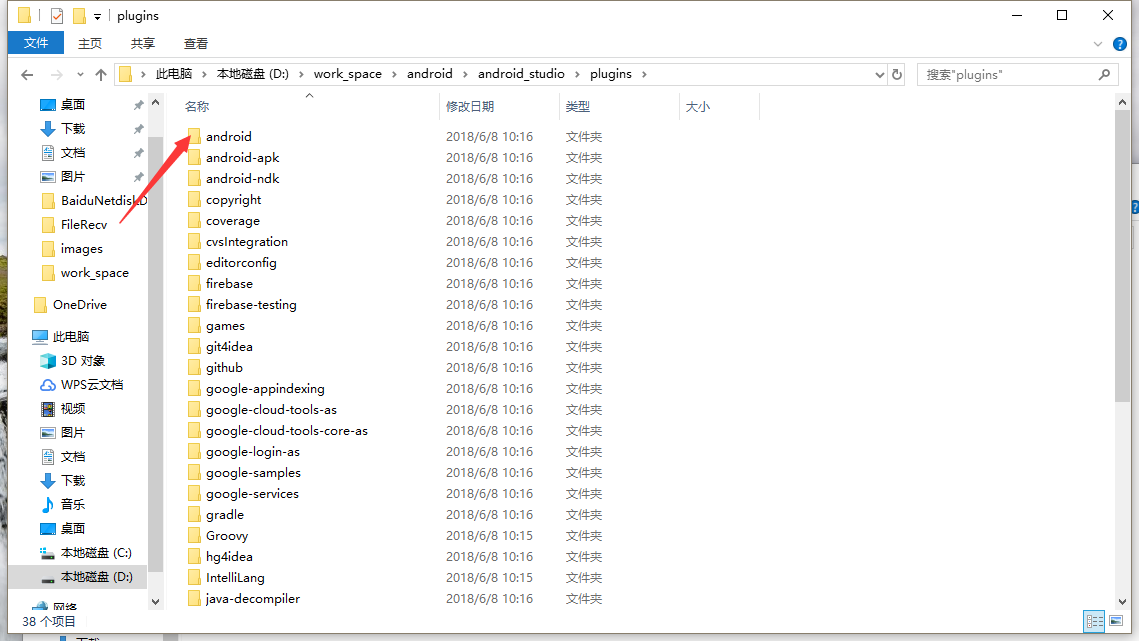 plugins
文件 主页 共享 查看
此电脑 本地磁盘 (D:) work_space android android_studio plugins 搜索"plugins"
名称 修改日期 类型 大小
桌面
下载
文档
图片
BaiduNetdiskD
FileRecv
images
work_space
OneDrive
此电脑
3D 对象
WPS云文档
视频
图片
文档
下载
音乐
桌面
本地磁盘 (C:)
本地磁盘 (D:)
网络
android 2018/6/8 10:16 文件夹
android-apk 2018/6/8 10:16 文件夹
android-ndk 2018/6/8 10:16 文件夹
copyright 2018/6/8 10:16 文件夹
coverage 2018/6/8 10:16 文件夹
cvsIntegration 2018/6/8 10:16 文件夹
editorconfig 2018/6/8 10:16 文件夹
firebase 2018/6/8 10:16 文件夹
firebase-testing 2018/6/8 10:16 文件夹
games 2018/6/8 10:16 文件夹
git4idea 2018/6/8 10:16 文件夹
github 2018/6/8 10:16 文件夹
google-appindexing 2018/6/8 10:16 文件夹
google-cloud-tools-as 2018/6/8 10:16 文件夹
google-cloud-tools-core-as 2018/6/8 10:16 文件夹
google-login-as 2018/6/8 10:16 文件夹
google-samples 2018/6/8 10:16 文件夹
google-services 2018/6/8 10:16 文件夹
gradle 2018/6/8 10:16 文件夹
Groovy 2018/6/8 10:15 文件夹
hg4idea 2018/6/8 10:16 文件夹
IntelliLang 2018/6/8 10:15 文件夹
java-decompiler 2018/6/8 10:16 文件夹
38 个项目